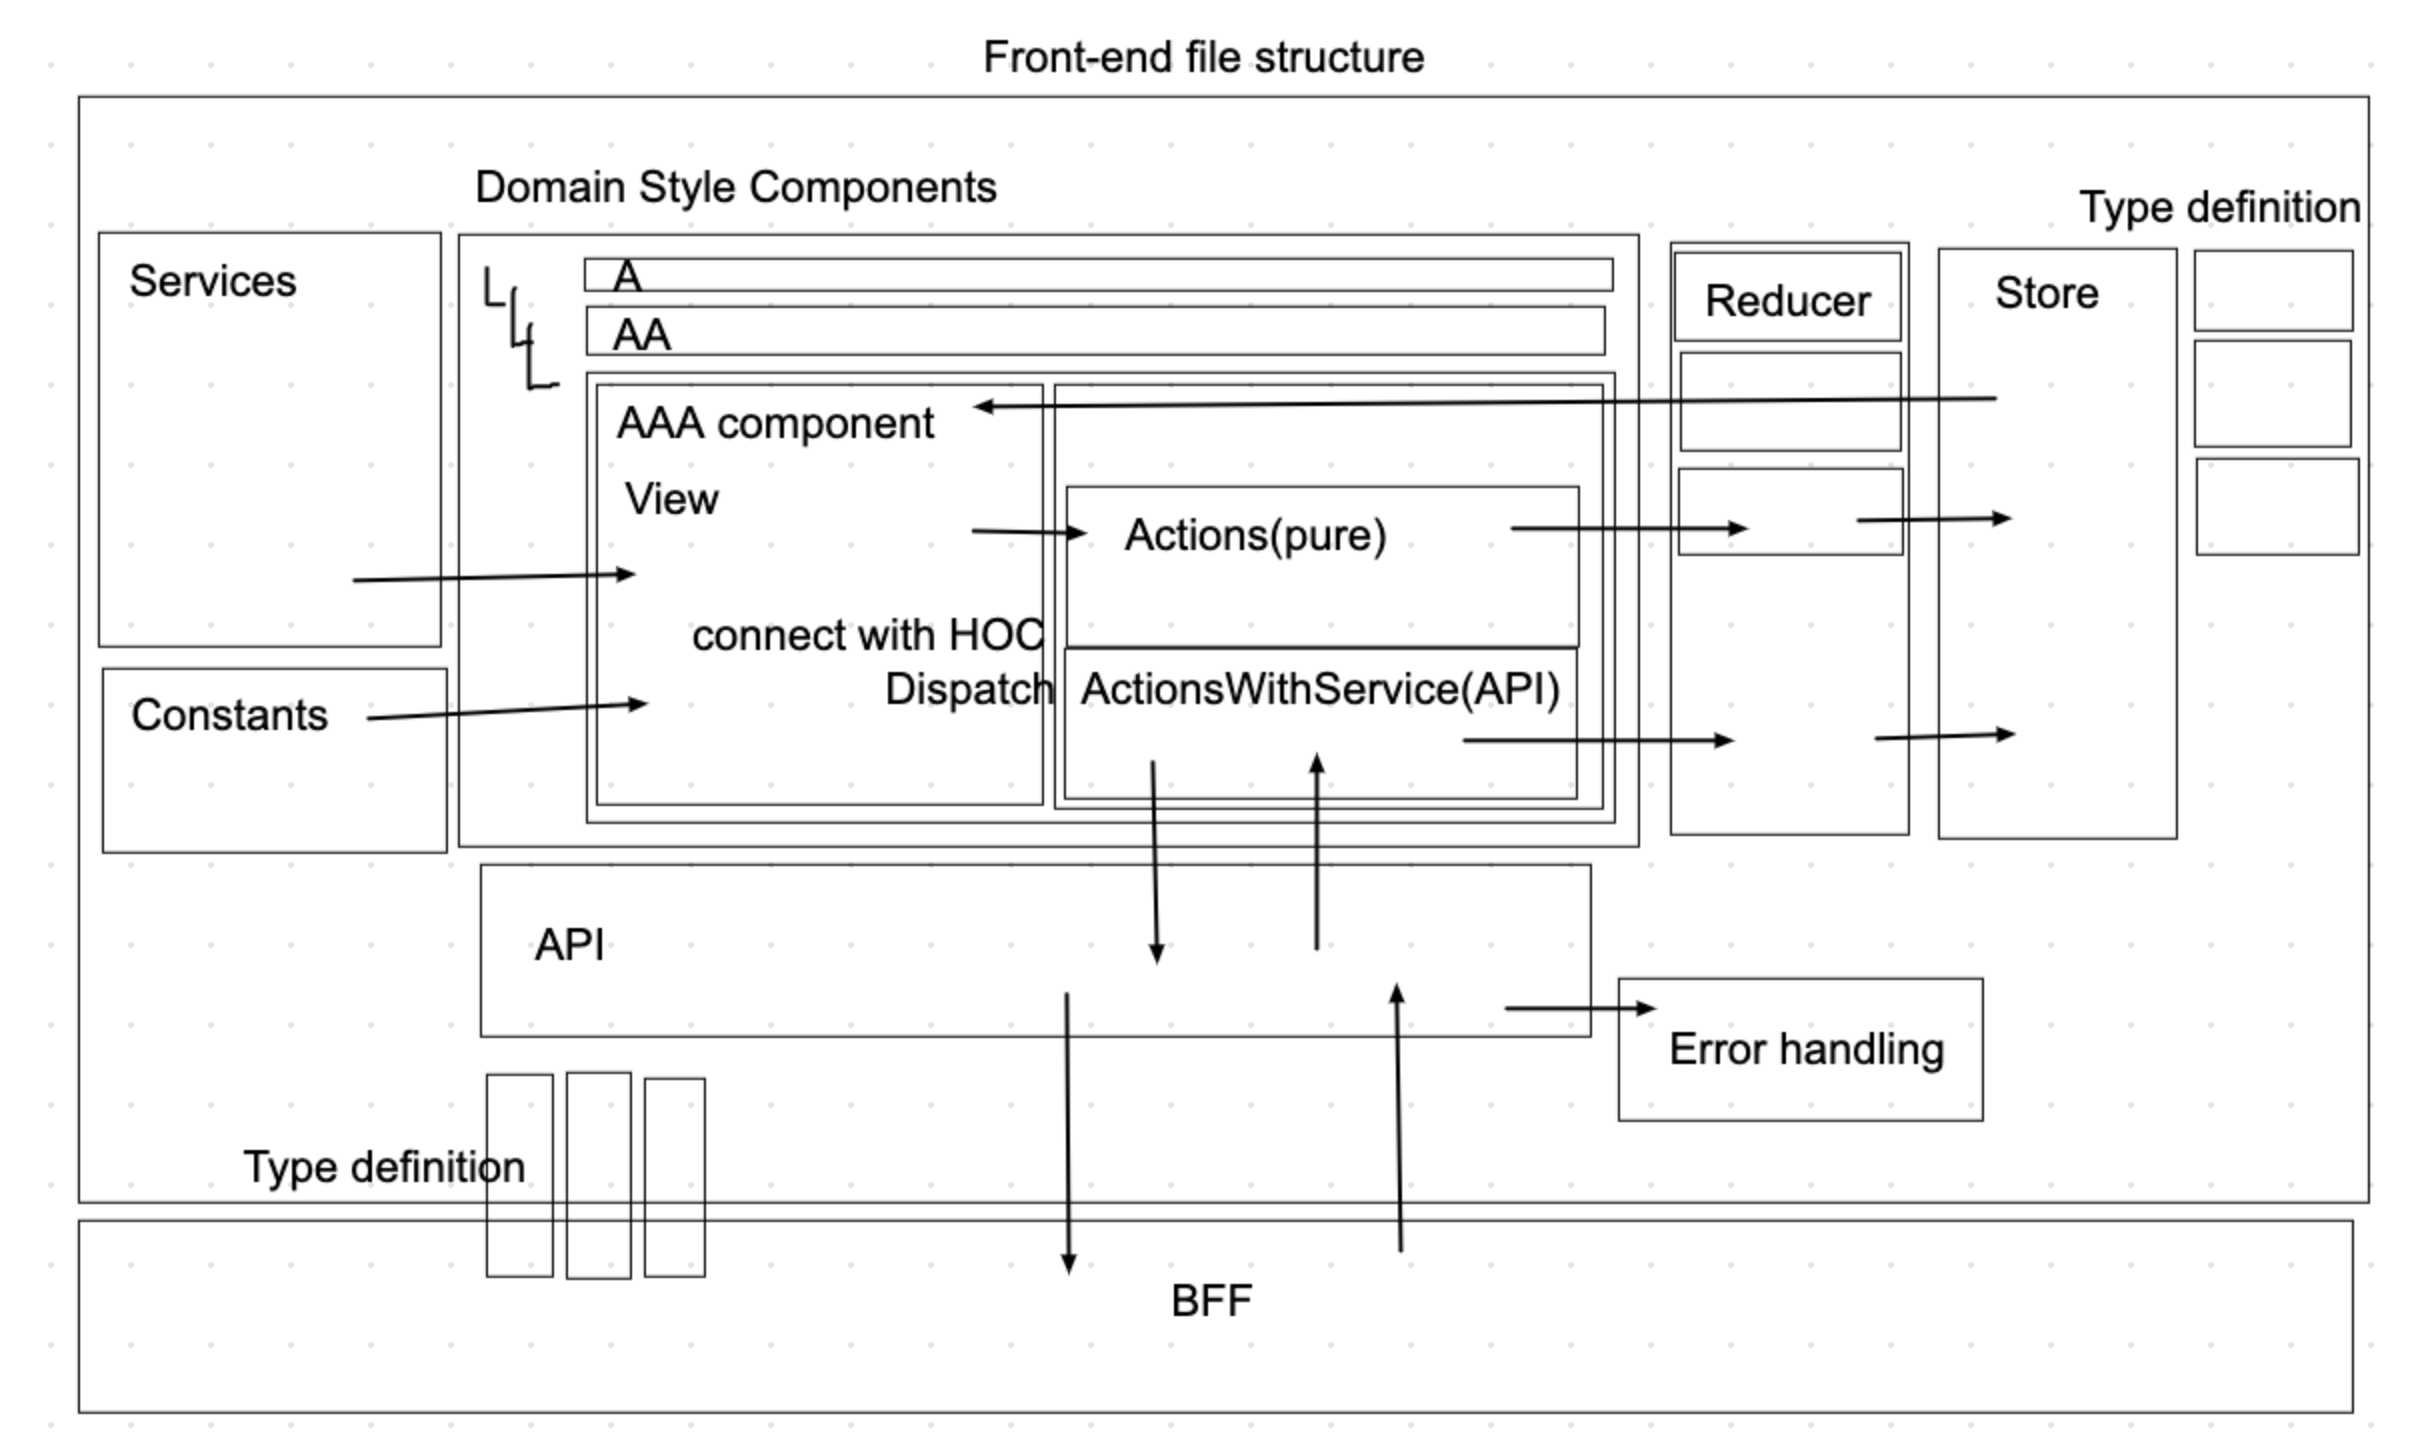 Front-end file structure
Domain Style Components
Type definition
Services
A
AA
Reducer
Store
AAA component
View
Actions(pure)
connect with HOC
Dispatch
ActionsWithService(API)
Constants
API
Error handling
Type definition
BFF